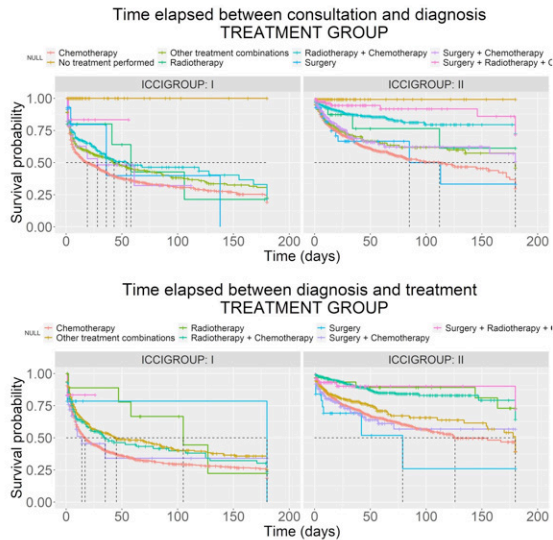 Time elapsed between consultation and diagnosis
TREATMENT GROUP
NULL
Chemotherapy Other treatment combinations Radiotherapy + Chemotherapy Surgery + Chemotherapy
No treatment performed Radiotherapy Surgery Surgery + Radiotherapy + C
ICCIGROUP: I ICCIGROUP: II
Survival probability
1.00
0.75
0.50
0.25
0.00
0 50 100 150 200 0 50 100 150 200
Time (days) Time (days)
Time elapsed between diagnosis and treatment
TREATMENT GROUP
NULL
Chemotherapy Radiotherapy Surgery Surgery + Radiotherapy +
Other treatment combinations Radiotherapy + Chemotherapy Surgery + Chemotherapy
ICCIGROUP: I ICCIGROUP: II
Survival probability
1.00
0.75
0.50
0.25
0.00
0 50 100 150 200 0 50 100 150 200
Time (days) Time (days)